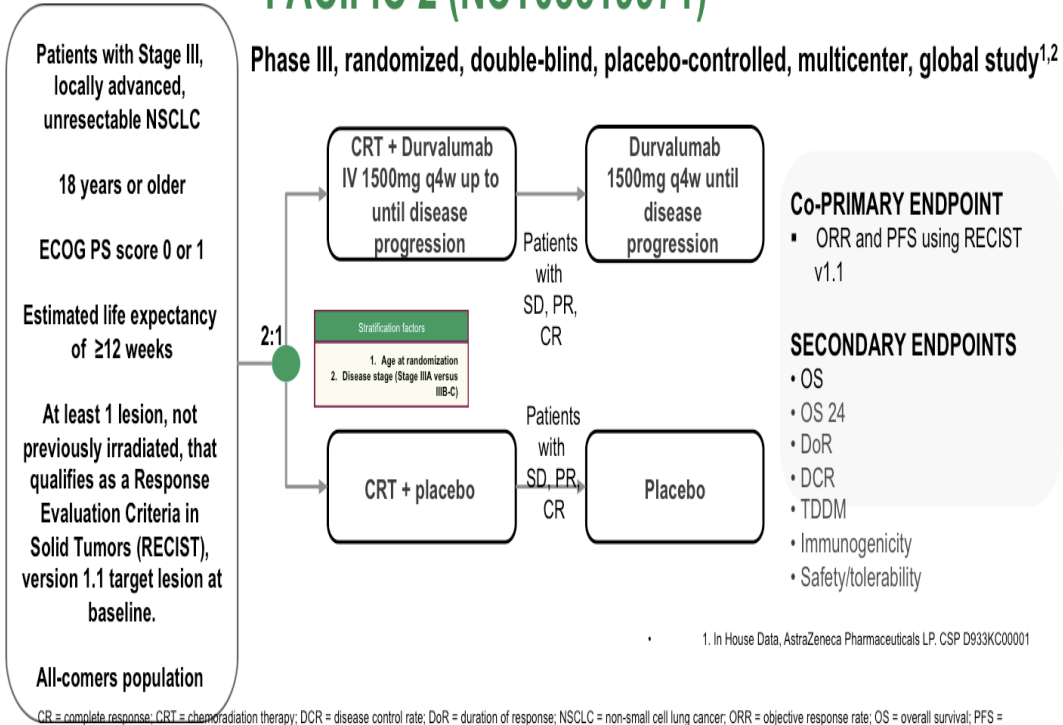 Phase III, randomized, double-blind, placebo-controlled, multicenter, global study1,2
Patients with Stage III,
locally advanced,
unresectable NSCLC
18 years or older
ECOG PS score 0 or 1
Estimated life expectancy
of ≥12 weeks
At least 1 lesion, not
previously irradiated, that
qualifies as a Response
Evaluation Criteria in
Solid Tumors (RECIST),
version 1.1 target lesion at
baseline.
All-comers population
2:1
CRT + Durvalumab
IV 1500mg q4w up to
until disease
progression
Patients
with
SD, PR,
CR
Durvalumab
1500mg q4w until
disease
progression
Stratification factors
1. Age at randomization
2. Disease stage (Stage IIIA versus
IIIB-C)
CRT + placebo
Patients
with
SD, PR,
CR
Placebo
Co-PRIMARY ENDPOINT
▪ ORR and PFS using RECIST
v1.1
SECONDARY ENDPOINTS
• OS
• OS 24
• DoR
• DCR
• TDDM
• Immunogenicity
• Safety/tolerability
• 1. In House Data, AstraZeneca Pharmaceuticals LP. CSP D933KC00001
CR = complete response; CRT = chemoradiation therapy; DCR = disease control rate; DoR = duration of response; NSCLC = non-small cell lung cancer; ORR = objective response rate; OS = overall survival; PFS =